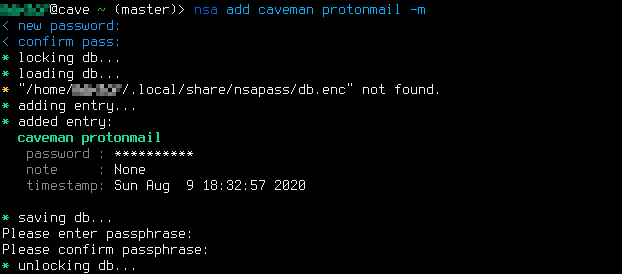 @cave ~ (master)> nsa add caveman protonmail -m
< new password:
< confirm pass:
* locking db...
* loading db...
* "/home/ /.local/share/nsapass/db.enc" not found.
* adding entry...
* added entry:
caveman protonmail
password : **********
note : None
timestamp: Sun Aug 9 18:32:57 2020
* saving db...
Please enter passphrase:
Please confirm passphrase:
* unlocking db...